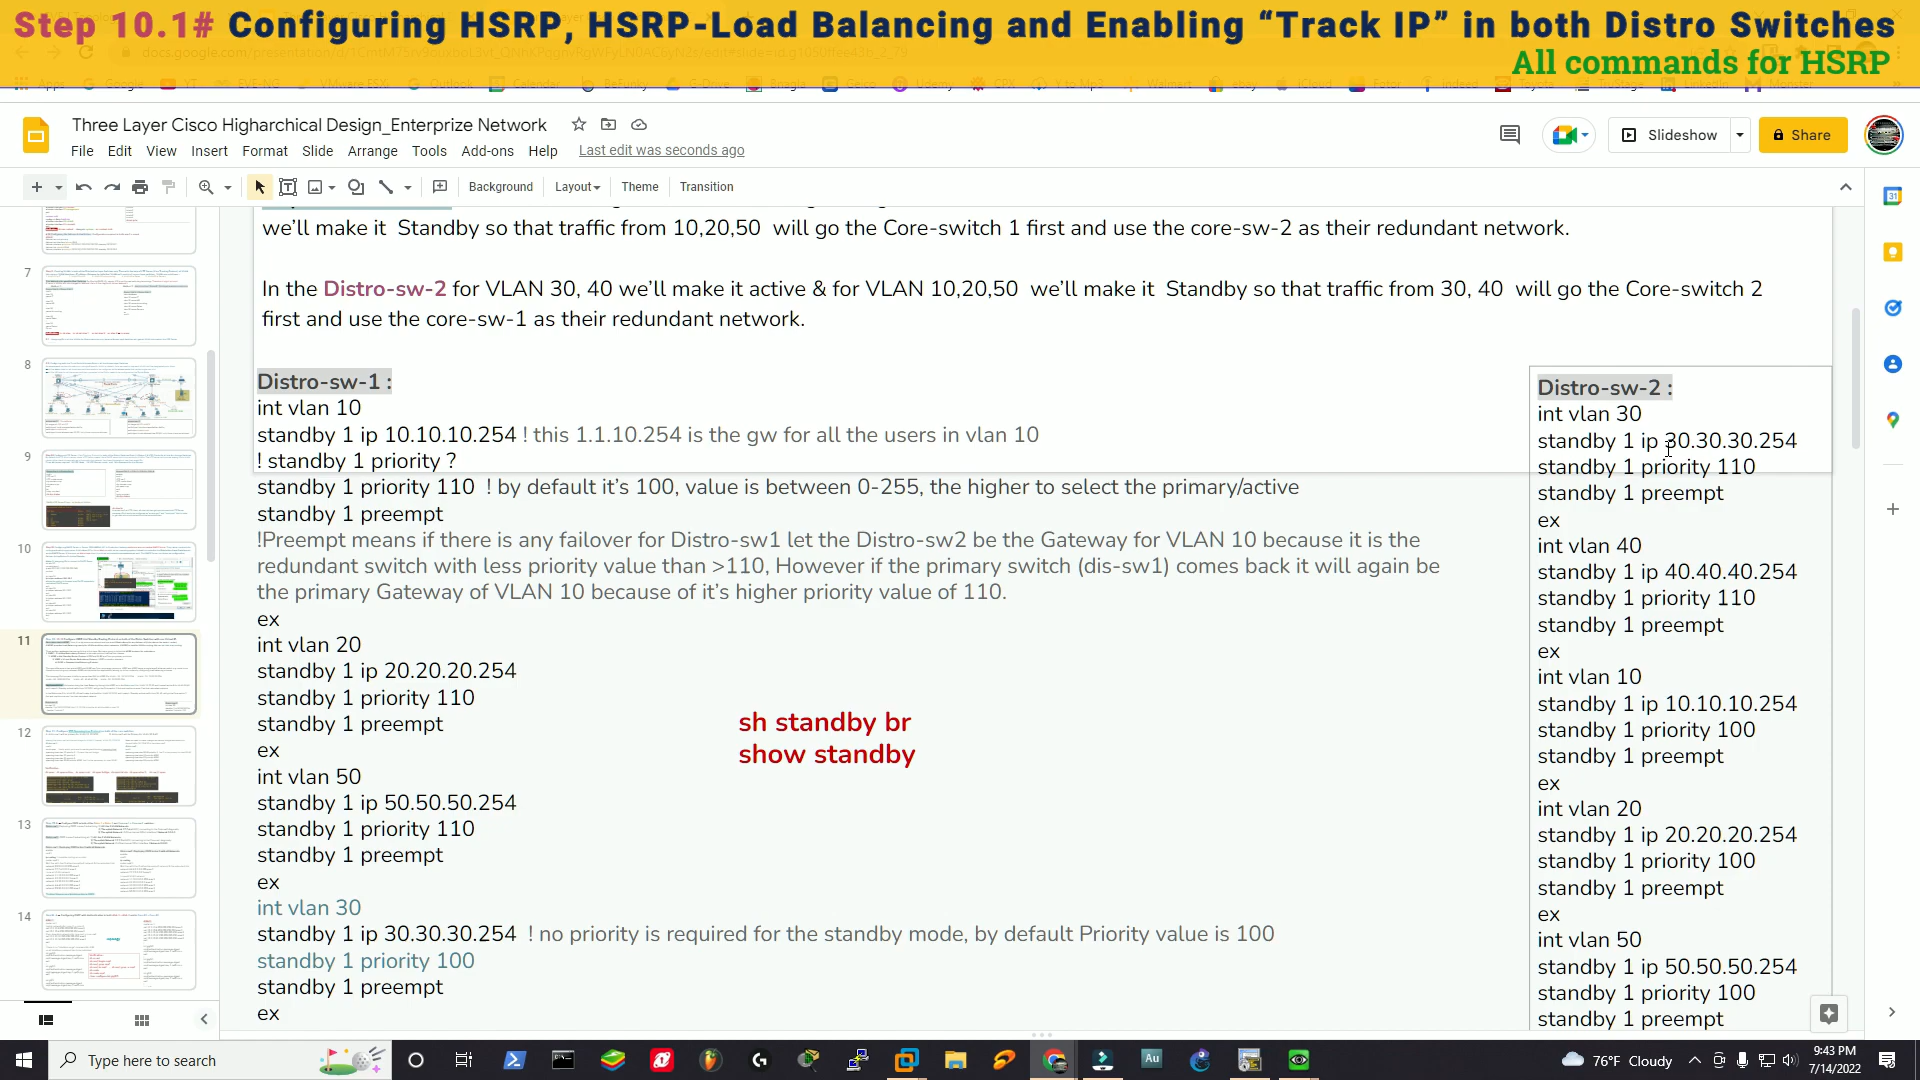 Step 10.1# Configuring HSRP, HSRP-Load Balancing and Enabling “Track IP” in both Distro Switches
All commands for HSRP
Three Layer Cisco Higharchical Design_Enterprize Network
File Edit View Insert Format Slide Arrange Tools Add-ons Help Last edit was seconds ago
Slideshow
Share
Background Layout Theme Transition
we’ll make it Standby so that traffic from 10,20,50 will go the Core-switch 1 first and use the core-sw-2 as their redundant network.
In the Distro-sw-2 for VLAN 30, 40 we’ll make it active & for VLAN 10,20,50 we’ll make it Standby so that traffic from 30, 40 will go the Core-switch 2
first and use the core-sw-1 as their redundant network.
Distro-sw-1 :
int vlan 10
standby 1 ip 10.10.10.254 ! this 1.1.10.254 is the gw for all the users in vlan 10
! standby 1 priority ?
standby 1 priority 110 ! by default it’s 100, value is between 0-255, the higher to select the primary/active
standby 1 preempt
!Preempt means if there is any failover for Distro-sw1 let the Distro-sw2 be the Gateway for VLAN 10 because it is the
redundant switch with less priority value than >110, However if the primary switch (dis-sw1) comes back it will again be
the primary Gateway of VLAN 10 because of it’s higher priority value of 110.
ex
int vlan 20
standby 1 ip 20.20.20.254
standby 1 priority 110
standby 1 preempt
ex
int vlan 50
standby 1 ip 50.50.50.254
standby 1 priority 110
standby 1 preempt
ex
int vlan 30
standby 1 ip 30.30.30.254 ! no priority is required for the standby mode, by default Priority value is 100
standby 1 priority 100
standby 1 preempt
ex
sh standby br
show standby
Distro-sw-2 :
int vlan 30
standby 1 ip 30.30.30.254
standby 1 priority 110
standby 1 preempt
ex
int vlan 40
standby 1 ip 40.40.40.254
standby 1 priority 110
standby 1 preempt
ex
int vlan 10
standby 1 ip 10.10.10.254
standby 1 priority 100
standby 1 preempt
ex
int vlan 20
standby 1 ip 20.20.20.254
standby 1 priority 100
standby 1 preempt
ex
int vlan 50
standby 1 ip 50.50.50.254
standby 1 priority 100
standby 1 preempt
7
8
9
10
11
12
13
14
31
Type here to search
Au
76°F Cloudy
9:43 PM
7/14/2022